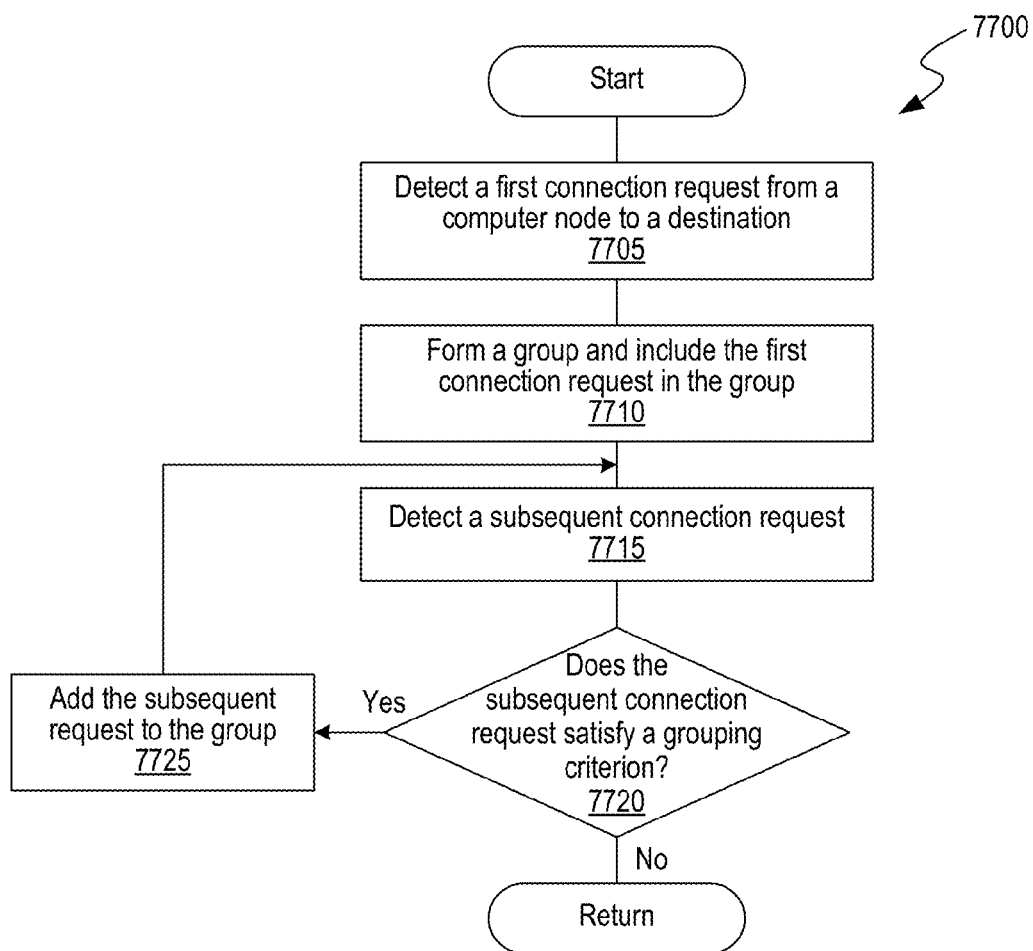 7700
Start
Detect a first connection request from a
computer node to a destination
7705
Form a group and include the first
connection request in the group
7710
Detect a subsequent connection request
7715
Does the
subsequent connection
request satisfy a grouping
criterion?
7720
Yes
Add the subsequent
request to the group
7725
No
Return